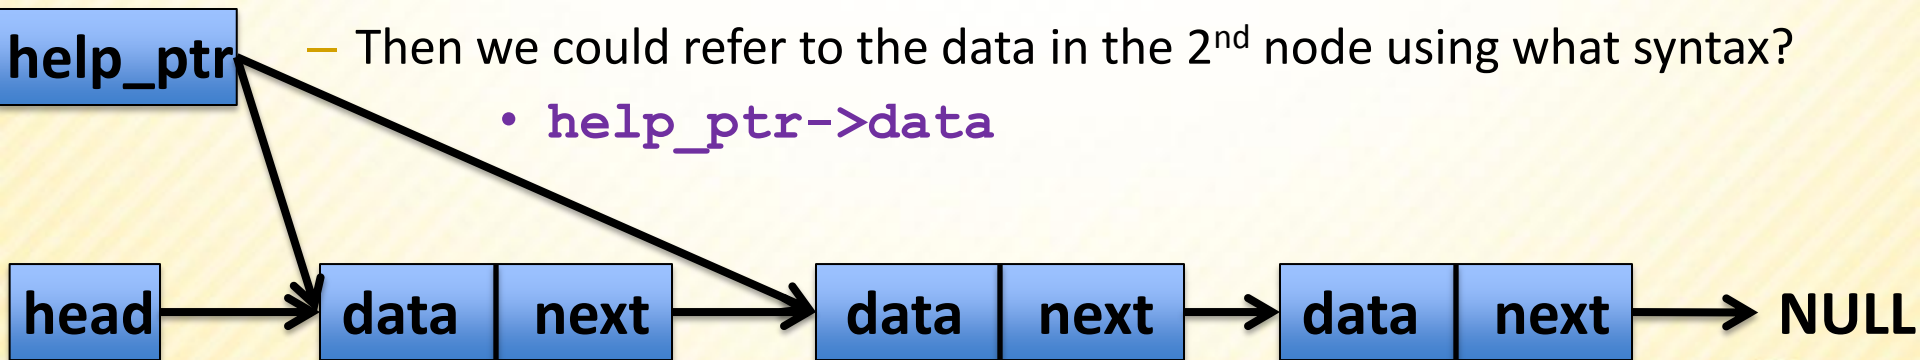 help_ptr
– Then we could refer to the data in the 2nd node using what syntax?
• help_ptr->data
head data next data next data next NULL